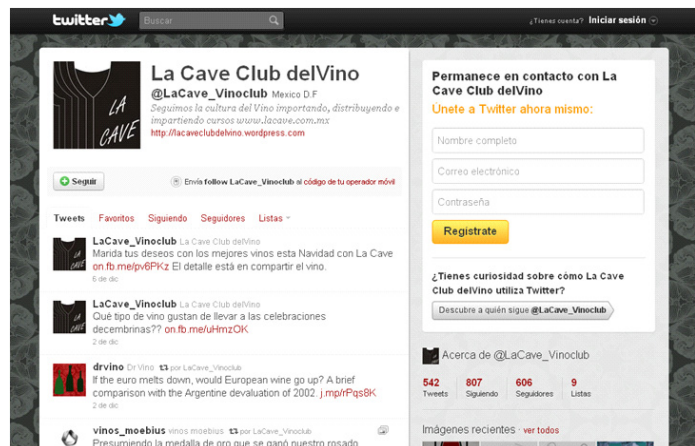 twitter
Buscar
¿Tienes cuenta? Iniciar sesión
LA
CAVE
La Cave Club delVino
@LaCave_Vinoclub Mexico D.F
Seguimos la cultura del Vino importando, distribuyendo e
impartiendo cursos www.lacave.com.mx
http://lacaveclubdelvino.wordpress.com
Seguir
Envía follow LaCave_Vinoclub al código de tu operador móvil
Tweets Favoritos Siguiendo Seguidores Listas
LaCave_Vinoclub La Cave Club delVino
Marida tus deseos con los mejores vinos esta Navidad con La Cave
on.fb.me/pv6PKz El detalle está en compartir el vino.
6 de dic
LaCave_Vinoclub La Cave Club delVino
Qué tipo de vino gustan de llevar a las celebraciones
decembrinas?? on.fb.me/uHmzOK
2 de dic
drvino Dr Vino por LaCave_Vinoclub
If the euro melts down, would European wine go up? A brief
comparison with the Argentine devaluation of 2002. j.mp/rPqs8K
2 de dic
vinos_moebius vinos moebius por LaCave_Vinoclub
Presumiendo la medalla de oro que se ganó nuestro rosado
Permanece en contacto con La
Cave Club delVino
Únete a Twitter ahora mismo:
Nombre completo
Correo electrónico
Contraseña
Regístrate
¿Tienes curiosidad sobre cómo La Cave
Club delVino utiliza Twitter?
Descubre a quién sigue @LaCave_Vinoclub
Acerca de @LaCave_Vinoclub
542 807 606 9
Tweets Siguiendo Seguidores Listas
Imágenes recientes · ver todos